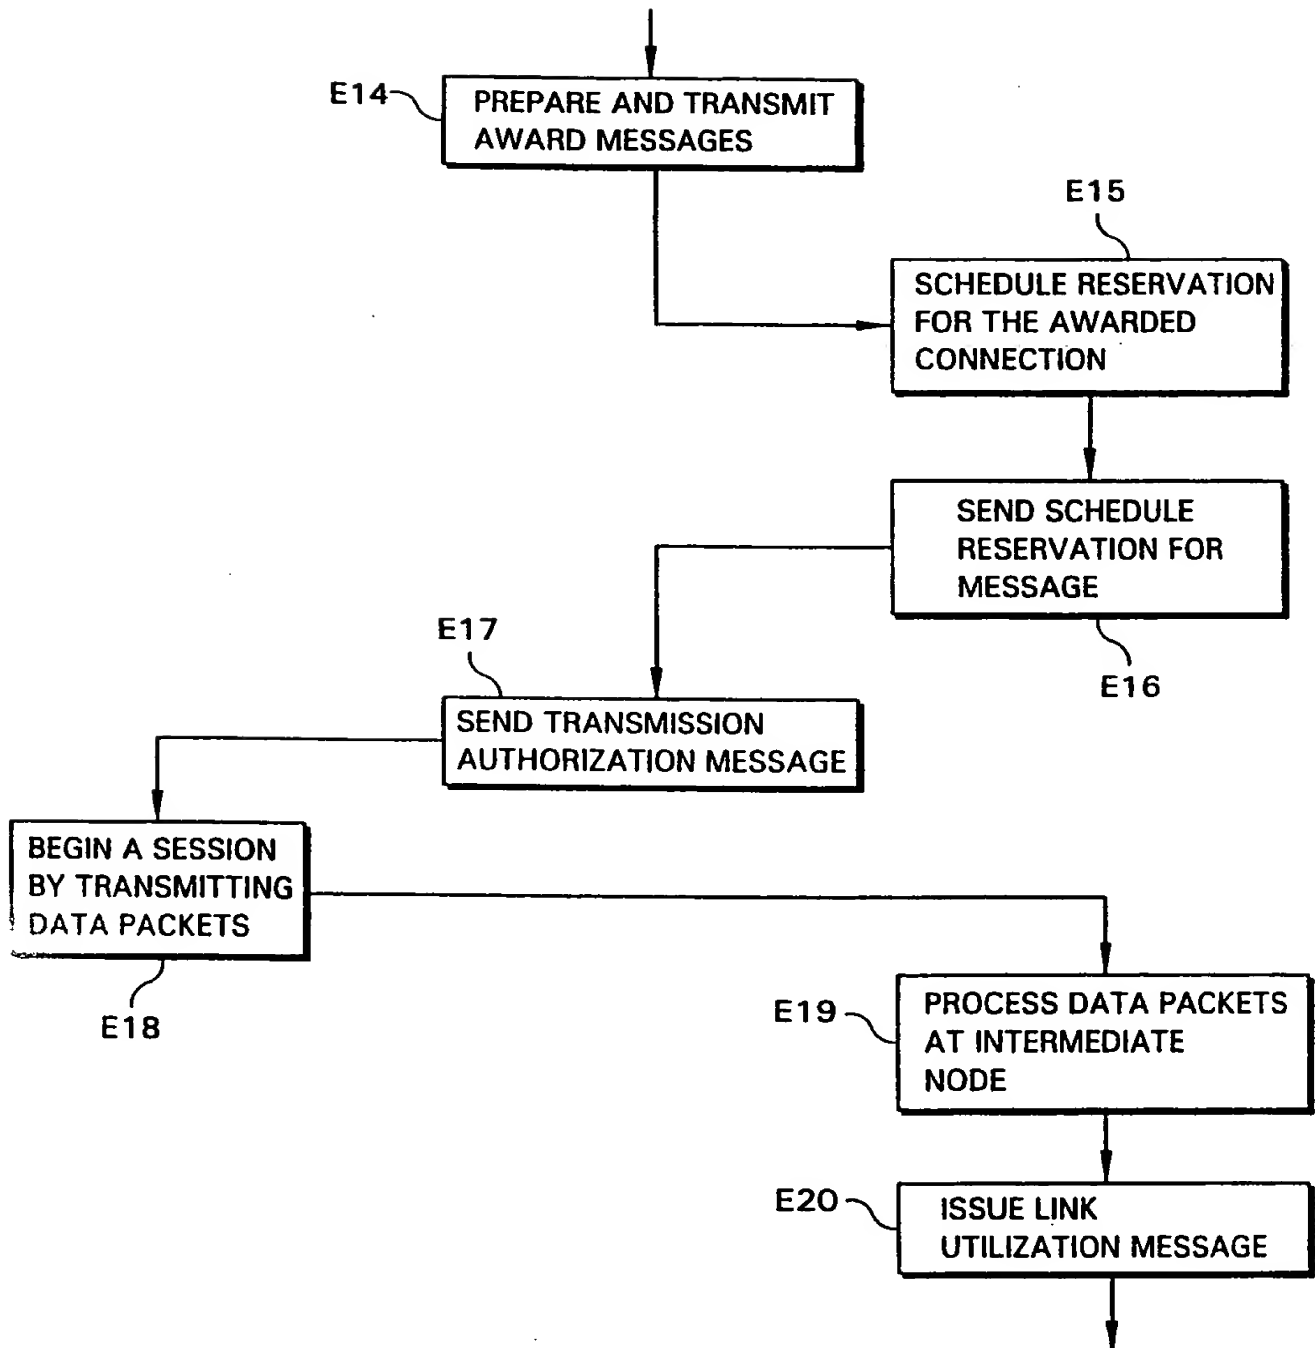 E14
PREPARE AND TRANSMIT
AWARD MESSAGES
E15
SCHEDULE RESERVATION
FOR THE AWARDED
CONNECTION
SEND SCHEDULE
RESERVATION FOR
MESSAGE
E16
E17
SEND TRANSMISSION
AUTHORIZATION MESSAGE
BEGIN A SESSION
BY TRANSMITTING
DATA PACKETS
E18
E19
PROCESS DATA PACKETS
AT INTERMEDIATE
NODE
E20
ISSUE LINK
UTILIZATION MESSAGE